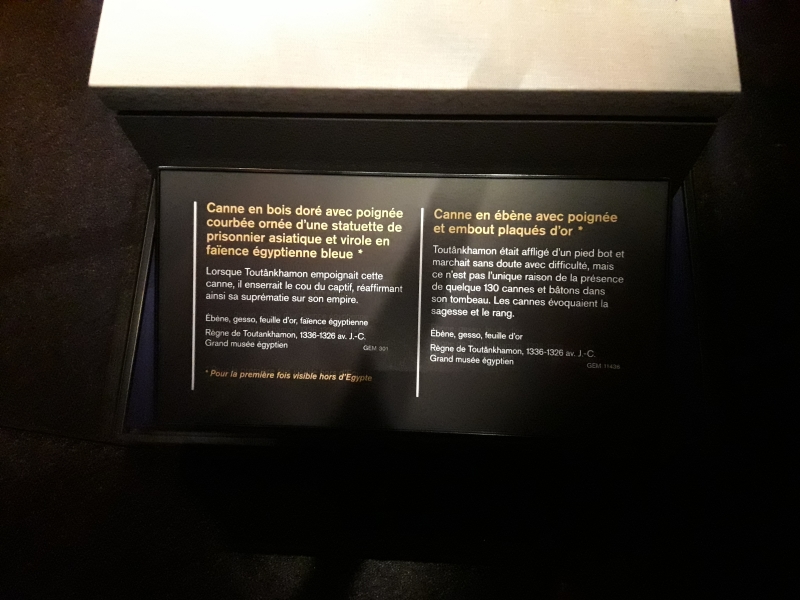 Canne en bois doré avec poignée
courbée ornée d'une statuette de
prisonnier asiatique et virole en
faïence égyptienne bleue *
Lorsque Toutânkhamon empoignait cette
canne, il enserrait le cou du captif, réaffirmant
ainsi sa suprématie sur son empire.
Ébène, gesso, feuille d'or, faïence égyptienne
Règne de Toutankhamon, 1336-1326 av. J.-C.
Grand musée égyptien
GEM 301
* Pour la première fois visible hors d'Egypte
Canne en ébène avec poignée
et embout plaqués d'or *
Toutânkhamon était affligé d'un pied bot et
marchait sans doute avec difficulté, mais
ce n'est pas l'unique raison de la présence
de quelque 130 cannes et bâtons dans
son tombeau. Les cannes évoquaient la
sagesse et le rang.
Ébène, gesso, feuille d'or
Règne de Toutânkhamon, 1336-1326 av. J.-C.
Grand musée égyptien
GEM 11436